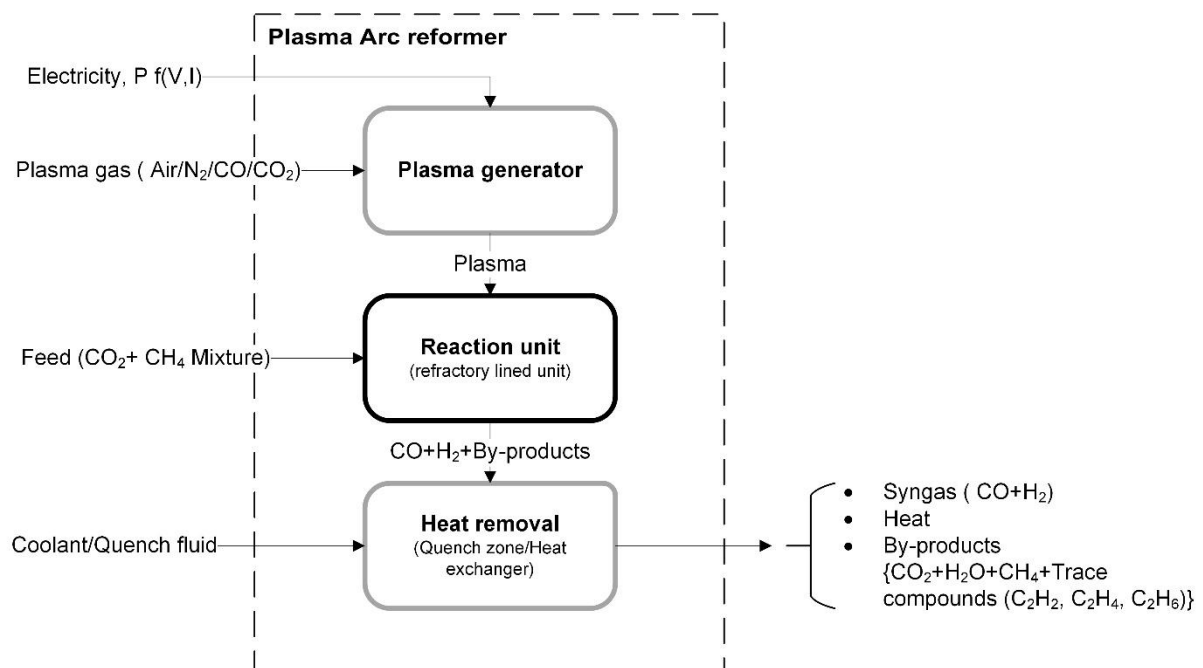 Plasma Arc reformer
Electricity, P f(V,I)
Plasma gas ( Air/N₂/CO/CO₂)
Plasma generator
Plasma
Feed (CO₂+ CH₄ Mixture)
Reaction unit
(refractory lined unit)
CO+H₂+By-products
Coolant/Quench fluid
Heat removal
(Quench zone/Heat
exchanger)
• Syngas ( CO+H₂)
• Heat
• By-products
{CO₂+H₂O+CH₄+Trace
compounds (C₂H₂, C₂H₄, C₂H₆)}